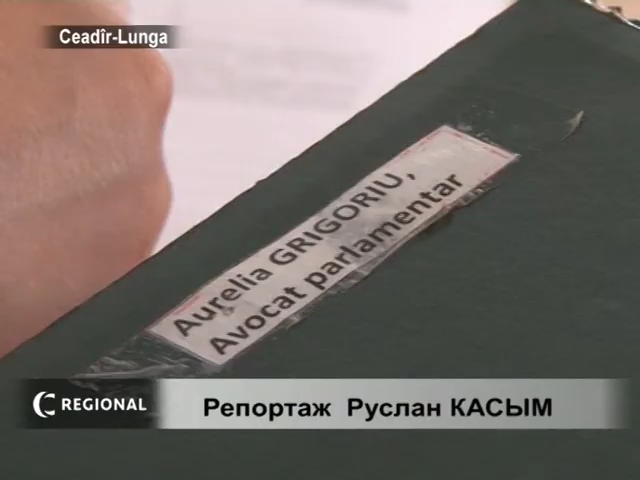 Ceadîr-Lunga
Aurelia GRIGORIU,
Avocat parlamentar
REGIONAL
Репортаж Руслан КАСЫМ